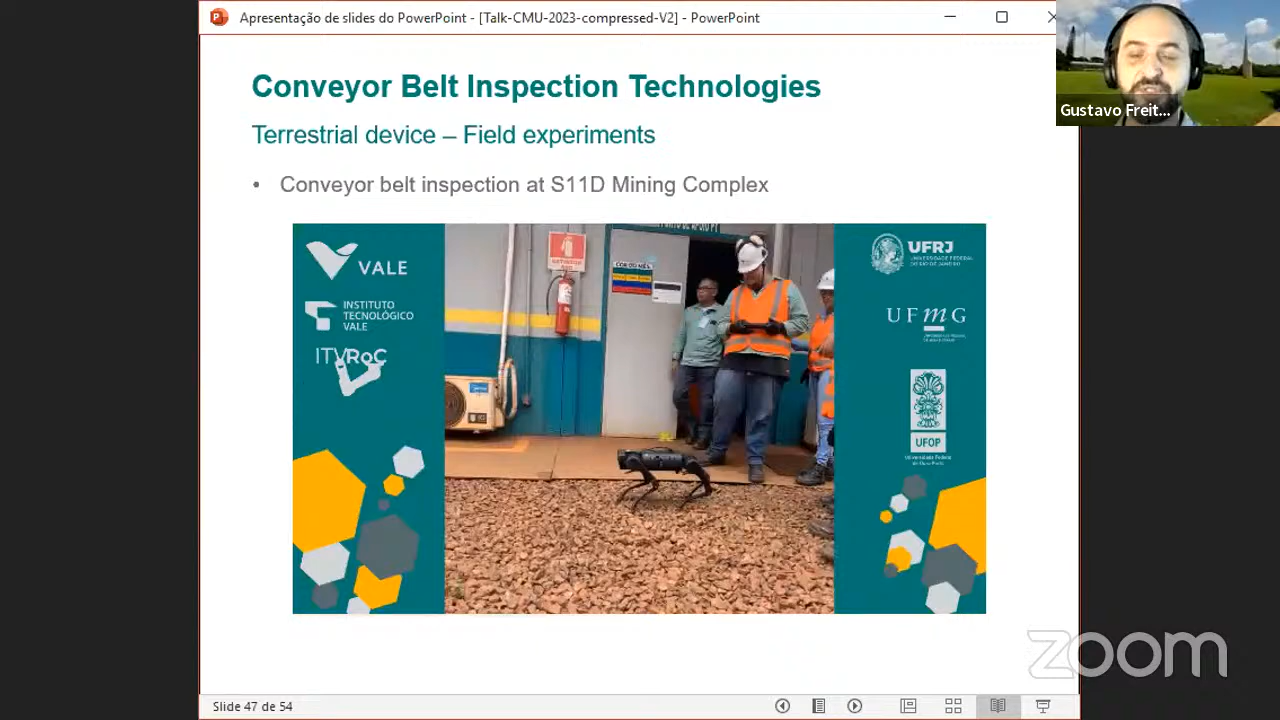 Apresentação de slides do PowerPoint - [Talk-CMU-2023-compressed-V2] - PowerPoint
Gustavo Freit...
Conveyor Belt Inspection Technologies
Terrestrial device – Field experiments
• Conveyor belt inspection at S11D Mining Complex
VALE
INSTITUTO
TECNOLÓGICO
VALE
ITVRoC
UFRJ
UFmG
UFOP
zoom
Slide 47 de 54